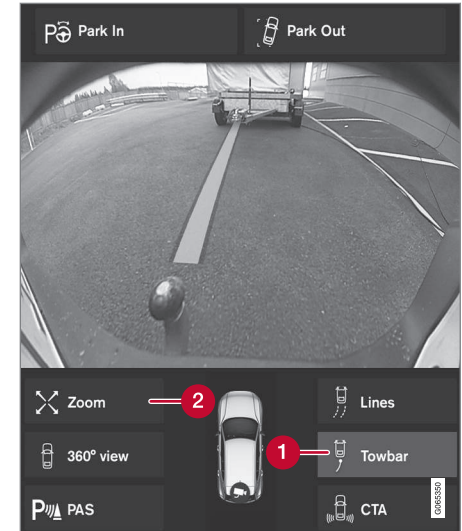 Park In
Park Out
Zoom
2
Lines
360° view
1
Towbar
PAS
CTA
G065350